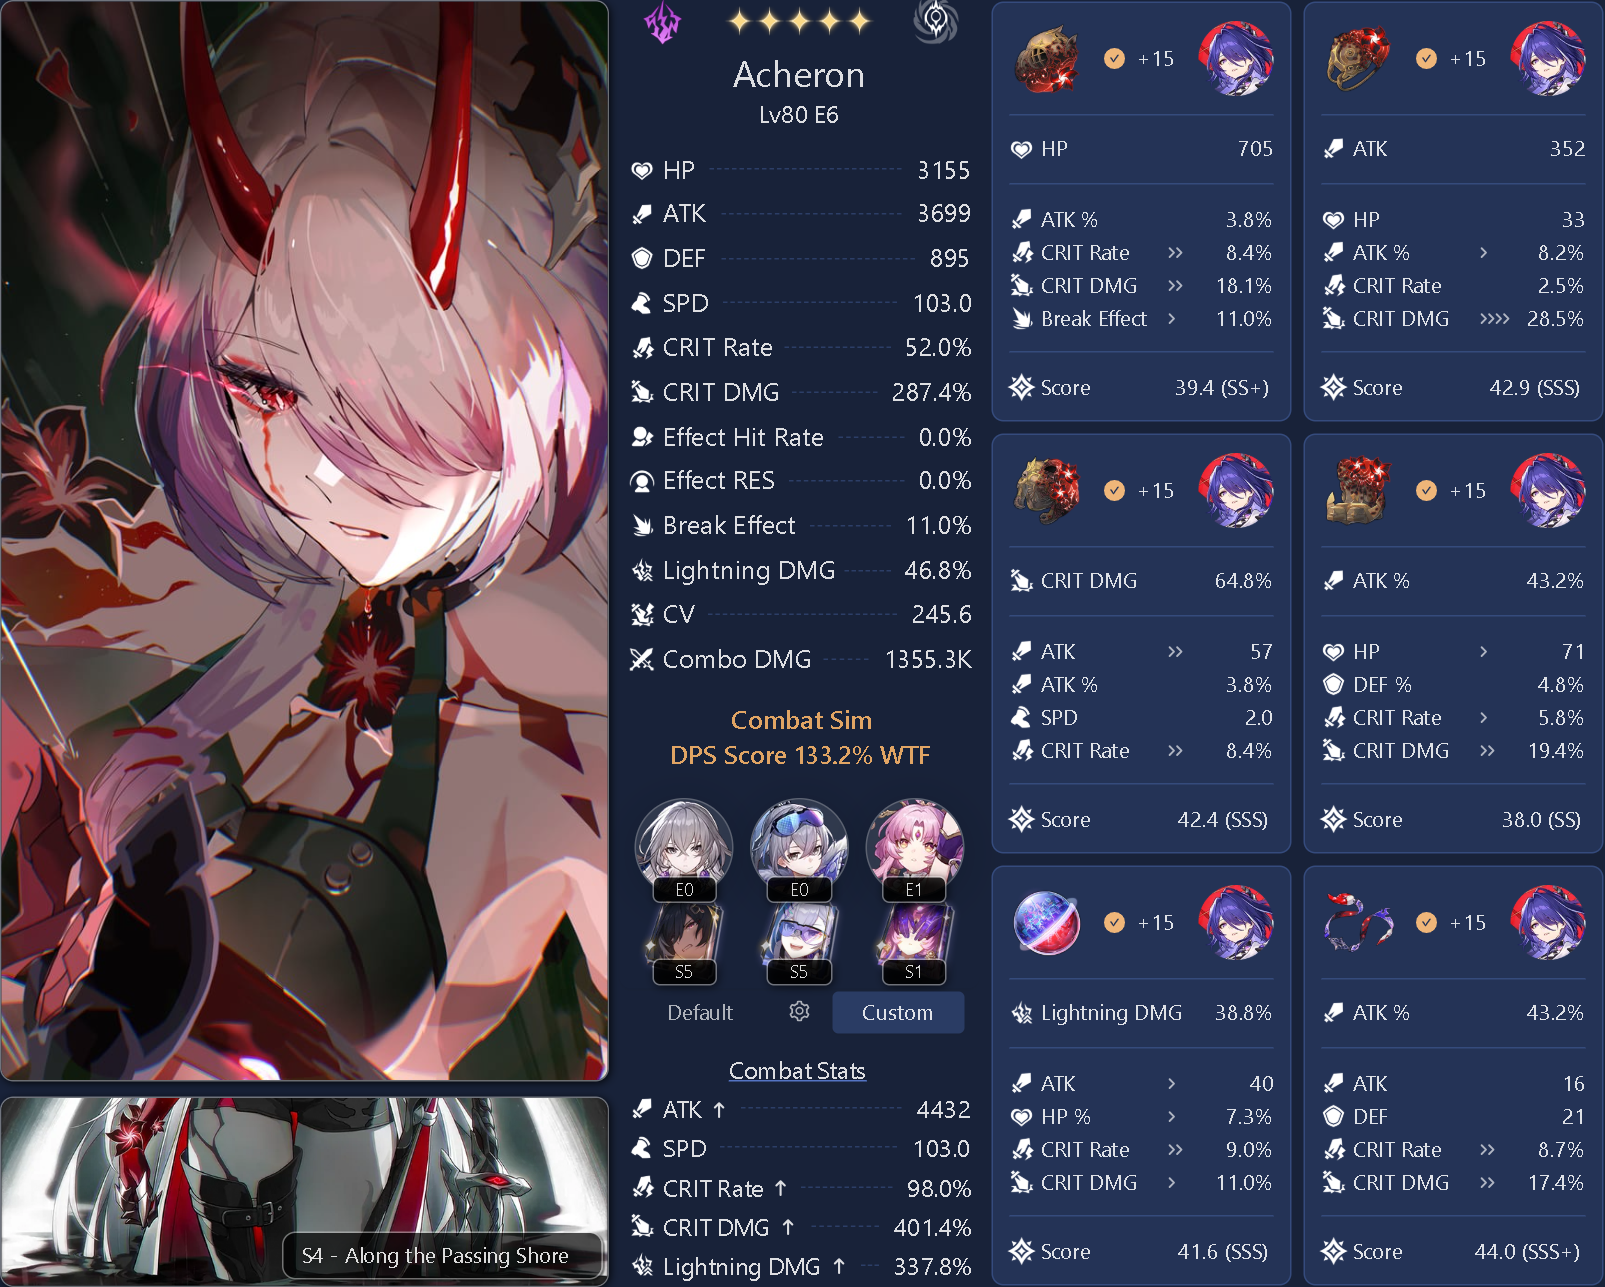 Acheron
Lv80 E6
HP 3155
ATK 3699
DEF 895
SPD 103.0
CRIT Rate 52.0%
CRIT DMG 287.4%
Effect Hit Rate 0.0%
Effect RES 0.0%
Break Effect 11.0%
Lightning DMG 46.8%
CV 245.6
Combo DMG 1355.3K
Combat Sim
DPS Score 133.2% WTF
E0 E0 E1
S5 S5 S1
Default Custom
Combat Stats
ATK ↑ 4432
SPD 103.0
CRIT Rate ↑ 98.0%
CRIT DMG ↑ 401.4%
Lightning DMG ↑ 337.8%
S4 - Along the Passing Shore
+15
HP 705
ATK % 3.8%
CRIT Rate >> 8.4%
CRIT DMG >> 18.1%
Break Effect > 11.0%
Score 39.4 (SS+)
+15
ATK 352
HP 33
ATK % > 8.2%
CRIT Rate 2.5%
CRIT DMG >>>> 28.5%
Score 42.9 (SSS)
+15
CRIT DMG 64.8%
ATK >> 57
ATK % 3.8%
SPD 2.0
CRIT Rate >> 8.4%
Score 42.4 (SSS)
+15
ATK % 43.2%
HP > 71
DEF % 4.8%
CRIT Rate > 5.8%
CRIT DMG >> 19.4%
Score 38.0 (SS)
+15
Lightning DMG 38.8%
ATK > 40
HP % > 7.3%
CRIT Rate >> 9.0%
CRIT DMG > 11.0%
Score 41.6 (SSS)
+15
ATK % 43.2%
ATK 16
DEF 21
CRIT Rate >> 8.7%
CRIT DMG >> 17.4%
Score 44.0 (SSS+)